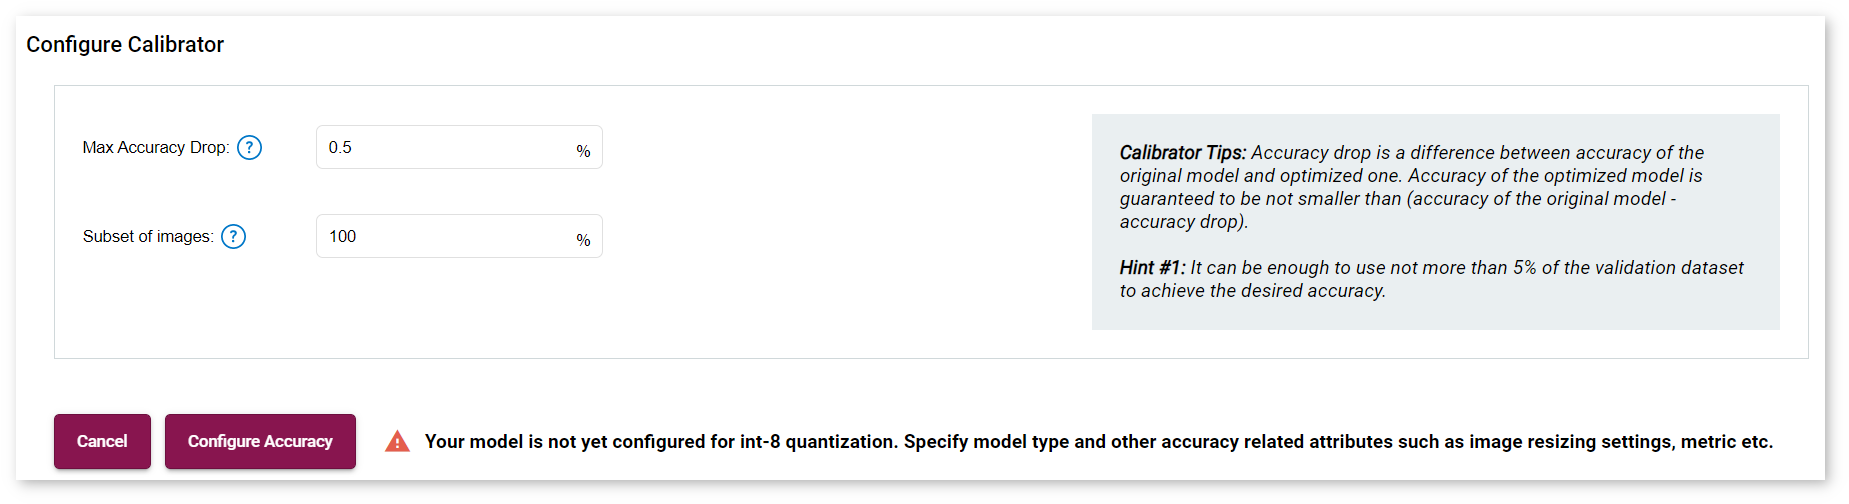 Configure Calibrator
Max Accuracy Drop: ?
0.5 %
Subset of images: ?
100 %
Calibrator Tips: Accuracy drop is a difference between accuracy of the
original model and optimized one. Accuracy of the optimized model is
guaranteed to be not smaller than (accuracy of the original model -
accuracy drop).
Hint #1: It can be enough to use not more than 5% of the validation dataset
to achieve the desired accuracy.
Cancel
Configure Accuracy
Your model is not yet configured for int-8 quantization. Specify model type and other accuracy related attributes such as image resizing settings, metric etc.